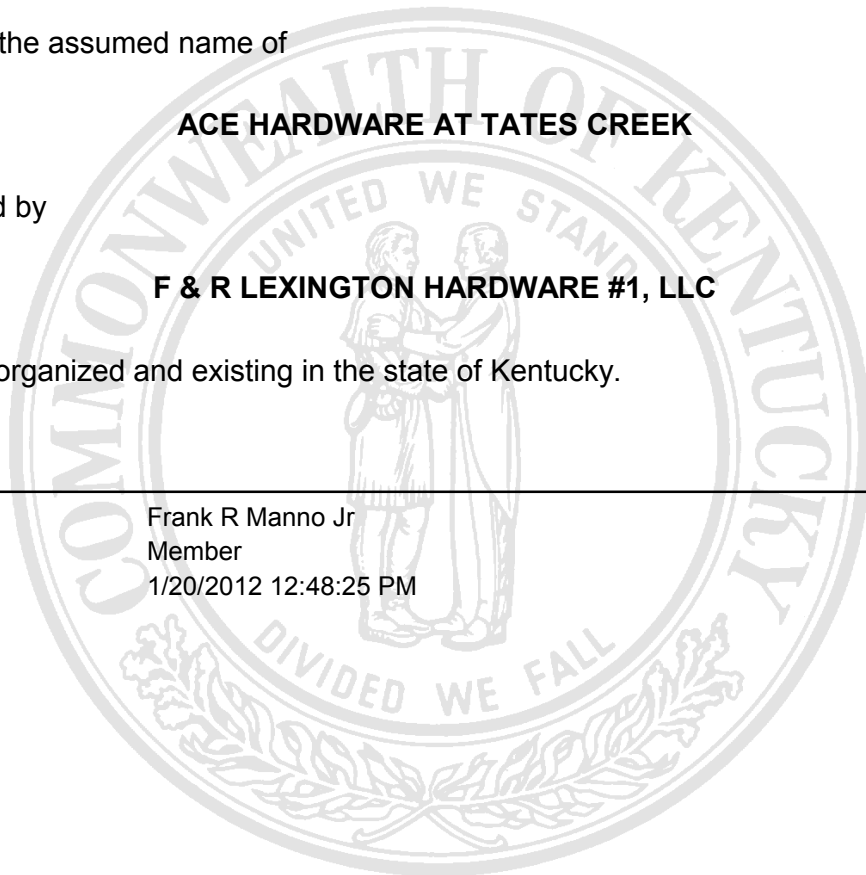 the assumed name of
ACE HARDWARE AT TATES CREEK
d by
F & R LEXINGTON HARDWARE #1, LLC
organized and existing in the state of Kentucky.
Frank R Manno Jr
Member
1/20/2012 12:48:25 PM
COMMONWEALTH OF KENTUCKY
UNITED WE STAND
DIVIDED WE FALL